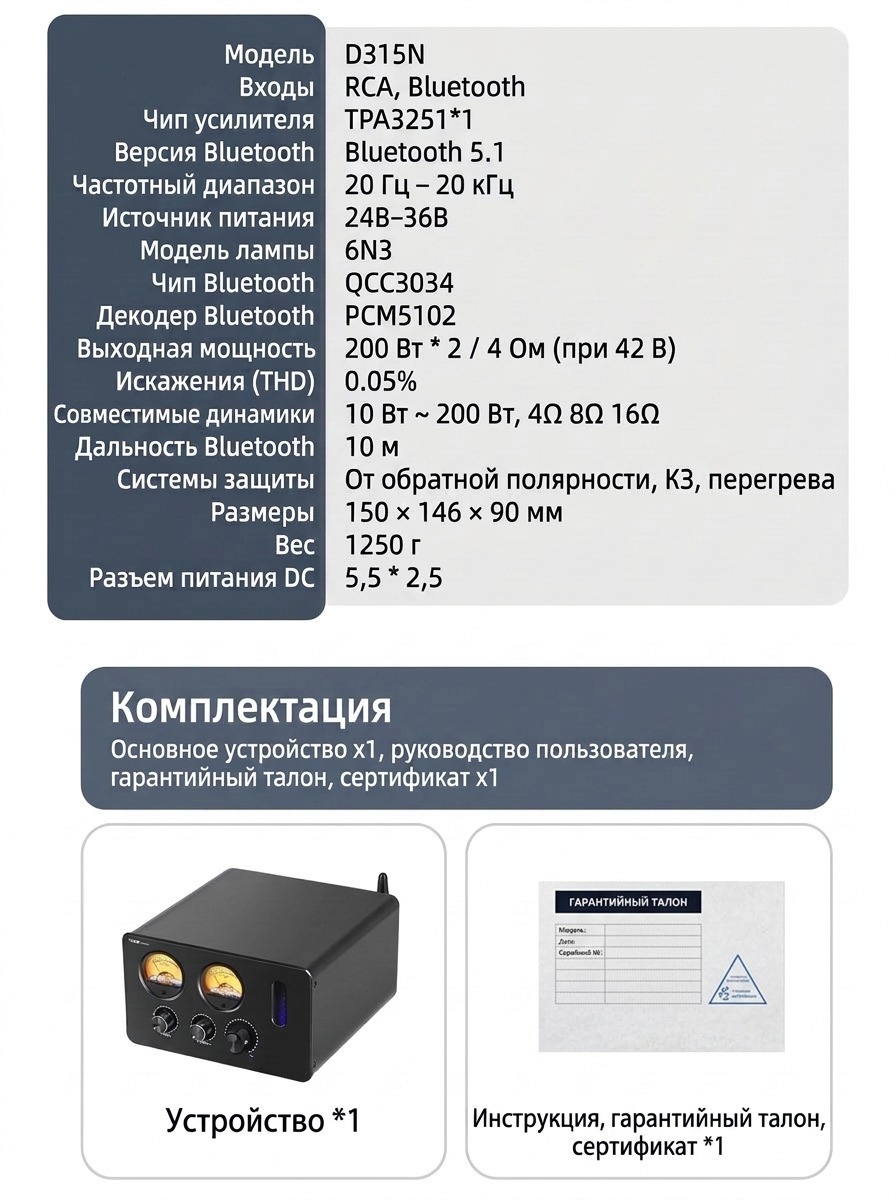 Модель D315N
Входы RCA, Bluetooth
Чип усилителя TPA3251*1
Версия Bluetooth Bluetooth 5.1
Частотный диапазон 20 Гц – 20 кГц
Источник питания 24В–36В
Модель лампы 6N3
Чип Bluetooth QCC3034
Декодер Bluetooth PCM5102
Выходная мощность 200 Вт * 2 / 4 Ом (при 42 В)
Искажения (THD) 0.05%
Совместимые динамики 10 Вт ~ 200 Вт, 4Ω 8Ω 16Ω
Дальность Bluetooth 10 м
Системы защиты От обратной полярности, КЗ, перегрева
Размеры 150 × 146 × 90 мм
Вес 1250 г
Разъем питания DC 5,5 * 2,5
Комплектация
Основное устройство x1, руководство пользователя,
гарантийный талон, сертификат x1
ГАРАНТИЙНЫЙ ТАЛОН
Модель:
Дата:
Устройство *1
Инструкция, гарантийный талон,
сертификат *1